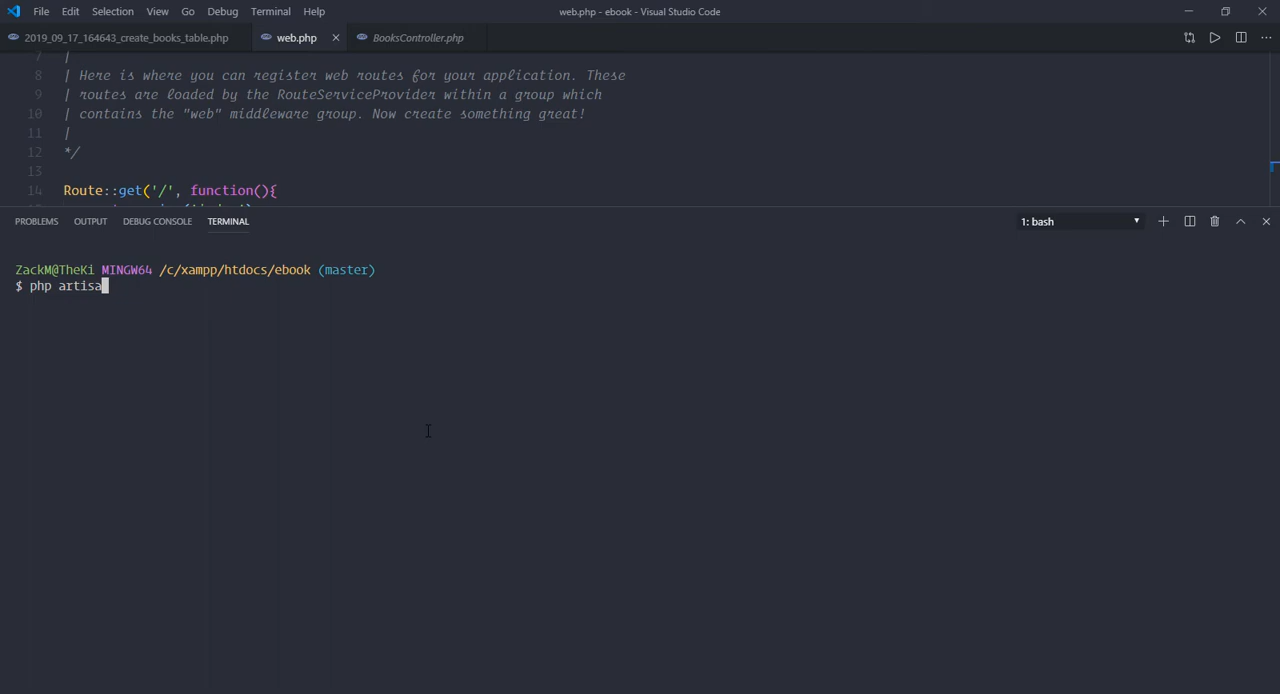 File Edit Selection View Go Debug Terminal Help
web.php - ebook - Visual Studio Code
2019_09_17_164643_create_books_table.php
web.php
BooksController.php
7 |
8 | Here is where you can register web routes for your application. These
9 | routes are loaded by the RouteServiceProvider within a group which
10 | contains the "web" middleware group. Now create something great!
11 |
12 */
13
14 Route::get('/', function(){
PROBLEMS OUTPUT DEBUG CONSOLE TERMINAL
1: bash
ZackM@TheKi MINGW64 /c/xampp/htdocs/ebook (master)
$ php artisa